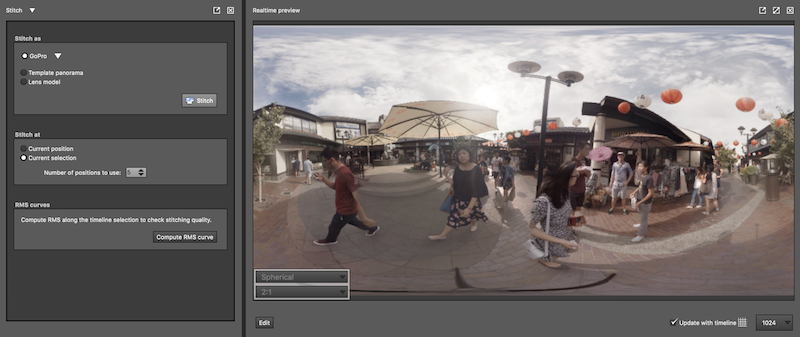 Stitch
Stitch as
GoPro
Template panorama
Lens model
Stitch
Stitch at
Current position
Current selection
Number of positions to use: 5
RMS curves
Compute RMS along the timeline selection to check stitching quality.
Compute RMS curve
Realtime preview
Spherical
2:1
Edit
Update with timeline
1024